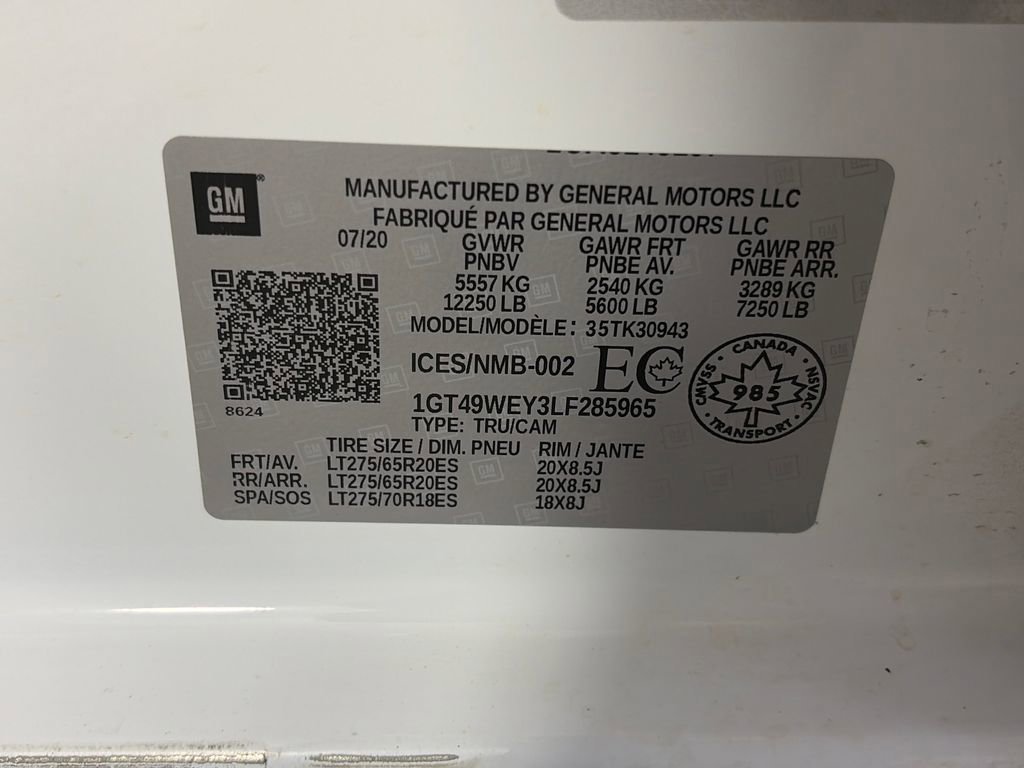 GM
MANUFACTURED BY GENERAL MOTORS LLC
FABRIQUÉ PAR GENERAL MOTORS LLC
07/20 GVWR GAWR FRT GAWR RR
PNBV PNBE AV. PNBE ARR.
5557 KG 2540 KG 3289 KG
12250 LB 5600 LB 7250 LB
MODEL/MODÈLE: 35TK30943
ICES/NMB-002 EC
CANADA
CMVSS NSVAC
985
TRANSPORT
8624
1GT49WEY3LF285965
TYPE: TRU/CAM
TIRE SIZE / DIM. PNEU RIM / JANTE
FRT/AV. LT275/65R20ES 20X8.5J
RR/ARR. LT275/65R20ES 20X8.5J
SPA/SOS LT275/70R18ES 18X8J